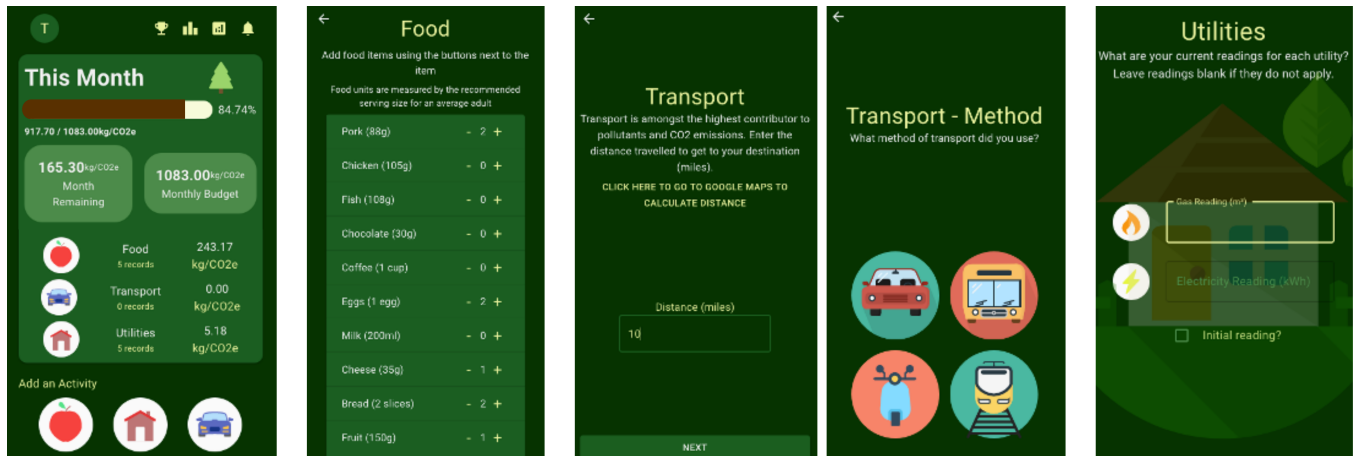 T
This Month
84.74%
917.70 / 1083.00kg/CO2e
165.30kg/CO2e
Month
Remaining
1083.00kg/CO2e
Monthly Budget
Food
5 records
243.17
kg/CO2e
Transport
0 records
0.00
kg/CO2e
Utilities
5 records
5.18
kg/CO2e
Add an Activity
Food
Add food items using the buttons next to the
item
Food units are measured by the recommended
serving size for an average adult
Pork (88g) - 2 +
Chicken (105g) - 0 +
Fish (108g) - 0 +
Chocolate (30g) - 0 +
Coffee (1 cup) - 0 +
Eggs (1 egg) - 2 +
Milk (200ml) - 0 +
Cheese (35g) - 1 +
Bread (2 slices) - 2 +
Fruit (150g) - 1 +
Transport
Transport is amongst the highest contributor to
pollutants and CO2 emissions. Enter the
distance travelled to get to your destination
(miles).
CLICK HERE TO GO TO GOOGLE MAPS TO
CALCULATE DISTANCE
Distance (miles)
10
NEXT
Transport - Method
What method of transport did you use?
Utilities
What are your current readings for each utility?
Leave readings blank if they do not apply.
Gas Reading (m³)
Electricity Reading (kWh)
Initial reading?